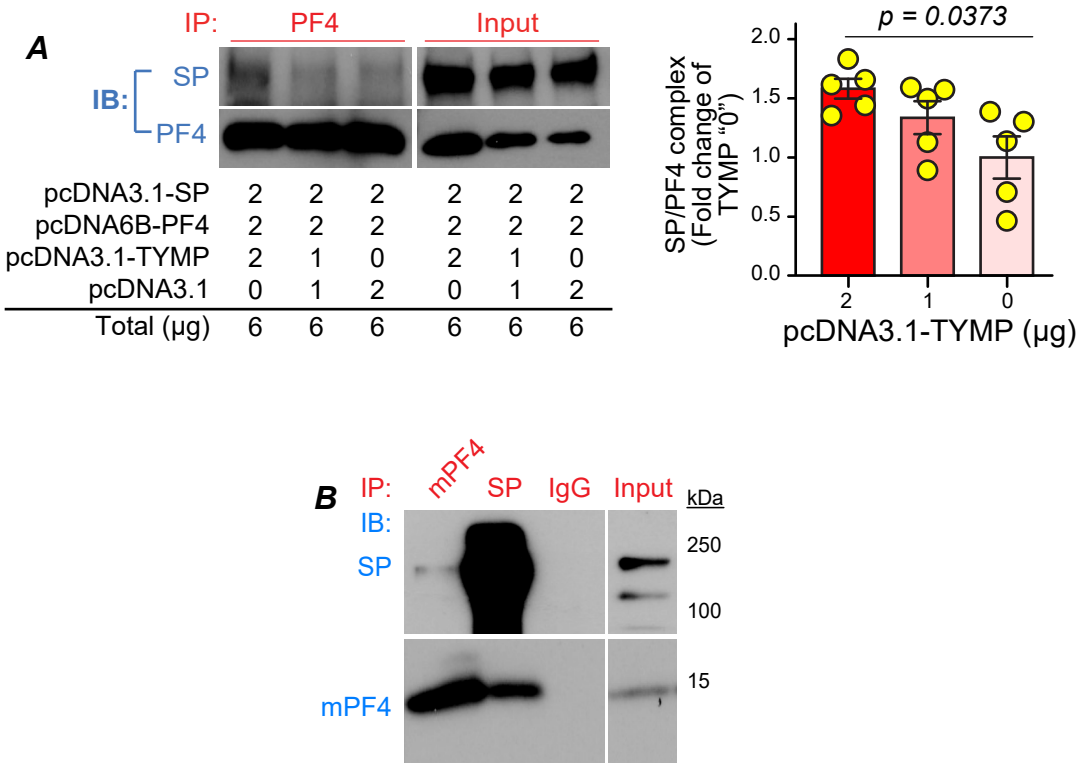 A
IP: PF4 Input
IB: SP
PF4
pcDNA3.1-SP 2 2 2 2 2 2
pcDNA6B-PF4 2 2 2 2 2 2
pcDNA3.1-TYMP 2 1 0 2 1 0
pcDNA3.1 0 1 2 0 1 2
Total (µg) 6 6 6 6 6 6
p = 0.0373
SP/PF4 complex
(Fold change of
TYMP “0”)
2.0
1.5
1.0
0.5
0.0
2 1 0
pcDNA3.1-TYMP (µg)
B
IP: mPF4 SP IgG Input kDa
IB:
SP
250
100
mPF4
15